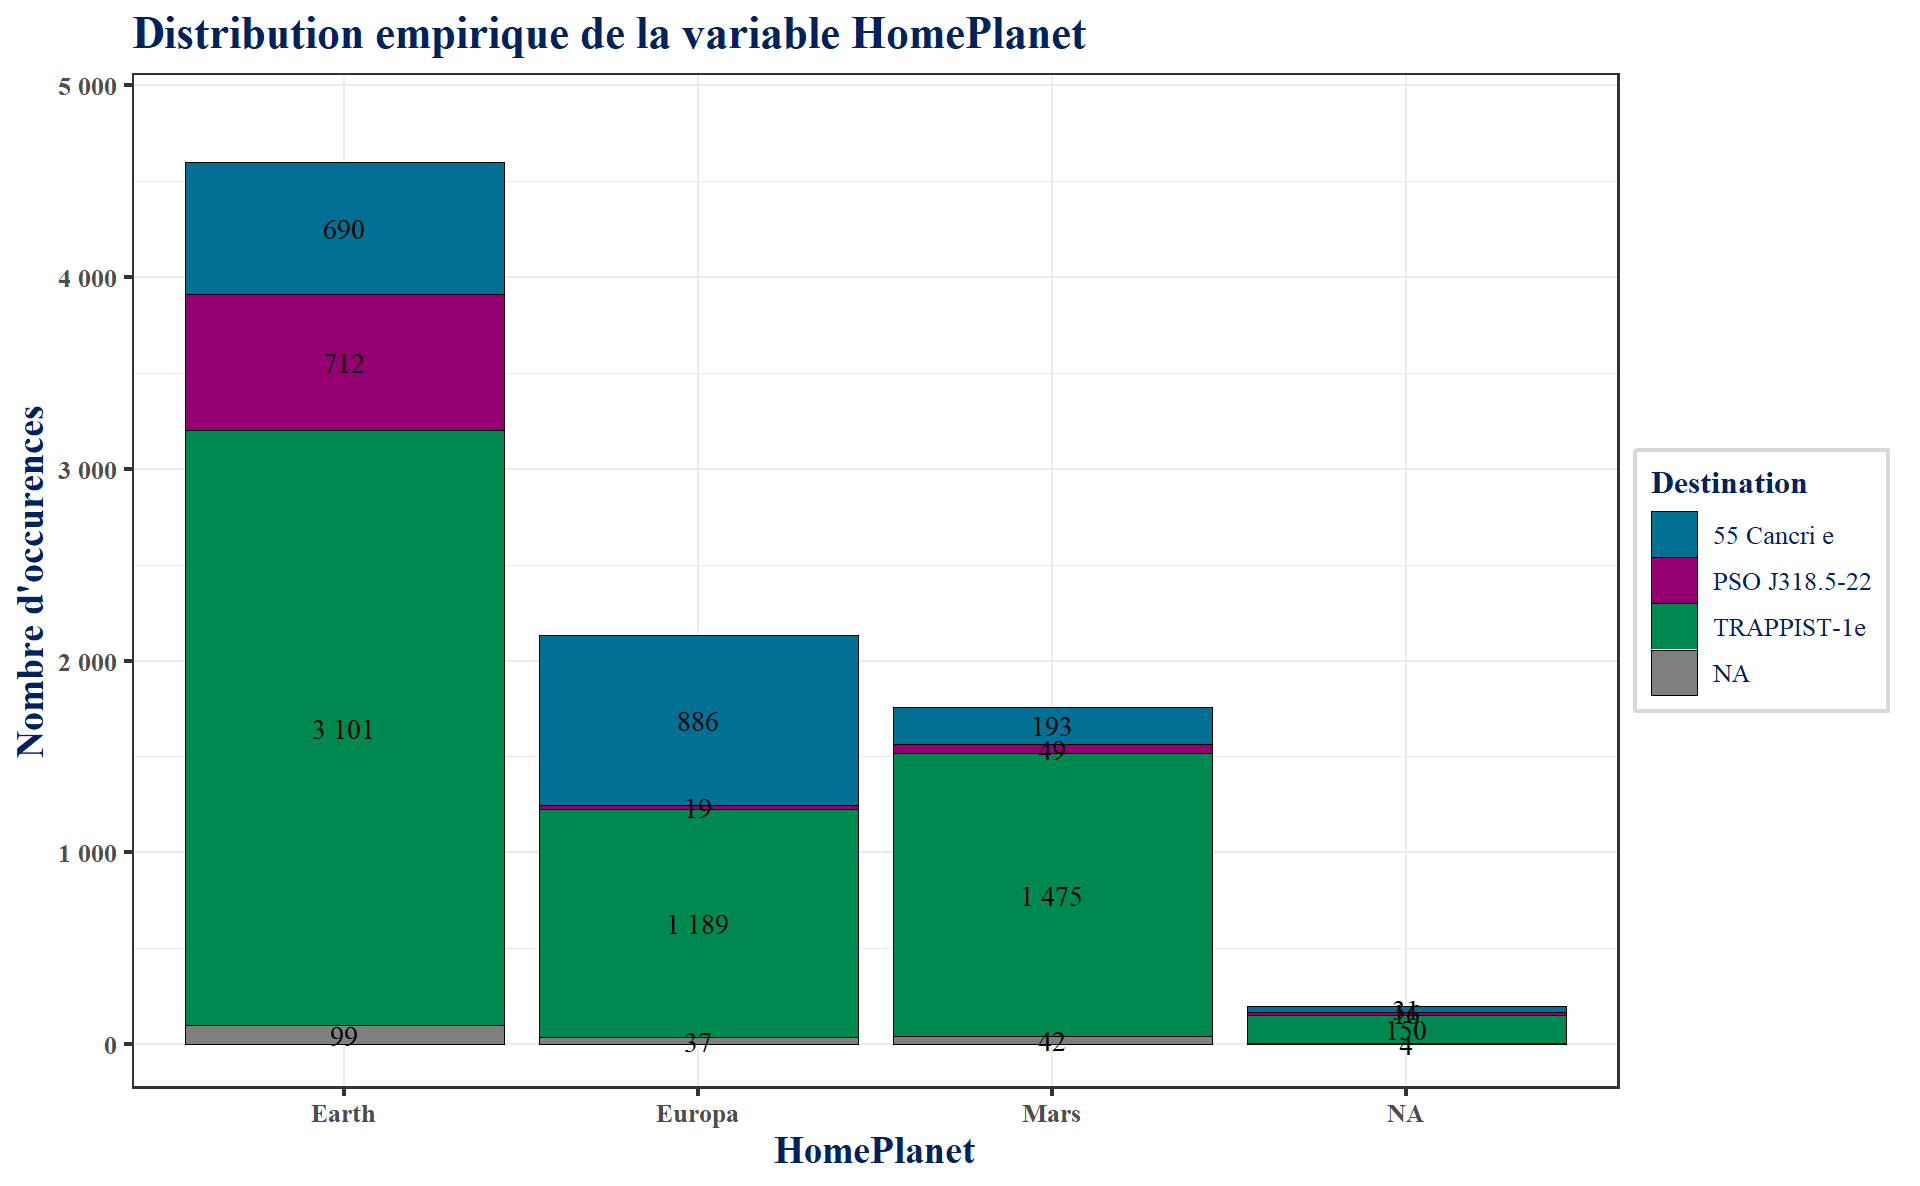 Distribution empirique de la variable HomePlanet
Nombre d'occurences
5 000
4 000
3 000
2 000
1 000
0
690
712
3 101
99
886
19
1 189
37
193
49
1 475
42
31
150
4
Earth
Europa
Mars
NA
HomePlanet
Destination
55 Cancri e
PSO J318.5-22
TRAPPIST-1e
NA